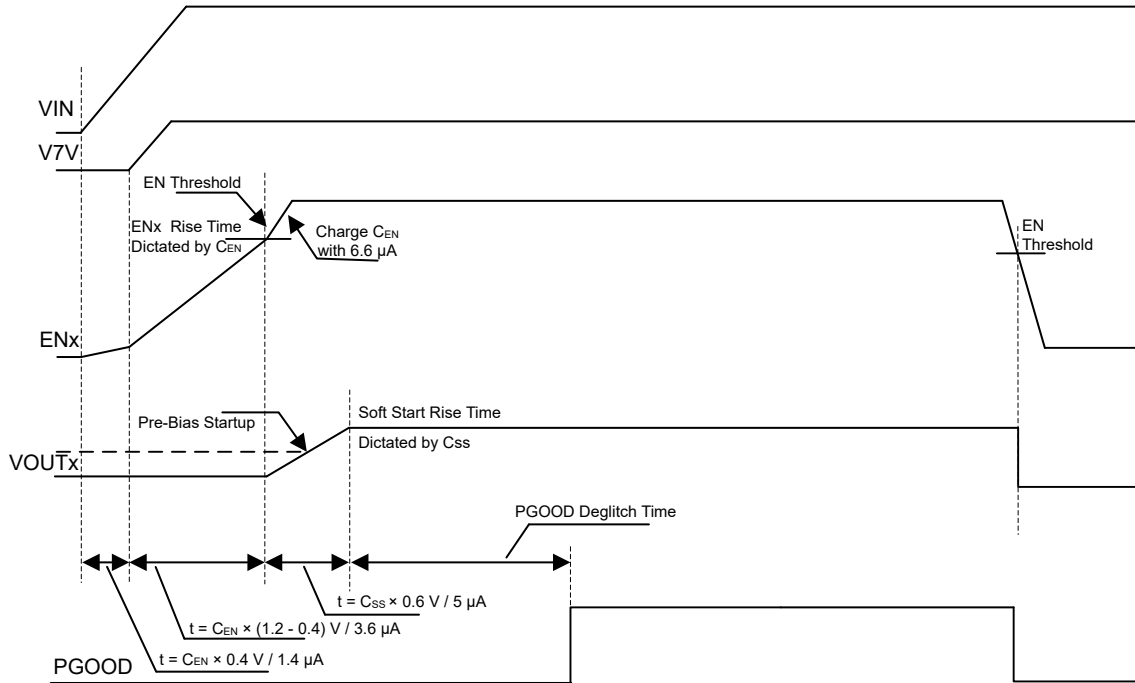 VIN
V7V
EN Threshold
ENx Rise Time
Dictated by CEN
Charge CEN
with 6.6 µA
EN
Threshold
ENx
Pre-Bias Startup
Soft Start Rise Time
Dictated by Css
VOUTx
PGOOD Deglitch Time
t = CSS × 0.6 V / 5 µA
t = CEN × (1.2 - 0.4) V / 3.6 µA
t = CEN × 0.4 V / 1.4 µA
PGOOD